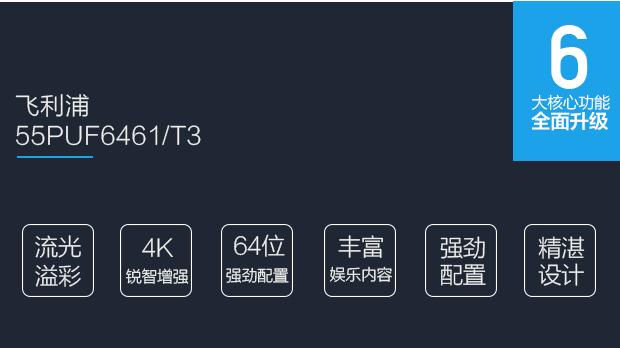 6
大核心功能
全面升级
飞利浦
55PUF6461/T3
流光
溢彩
4K
锐智增强
64位
强劲配置
丰富
娱乐内容
强劲
配置
精湛
设计